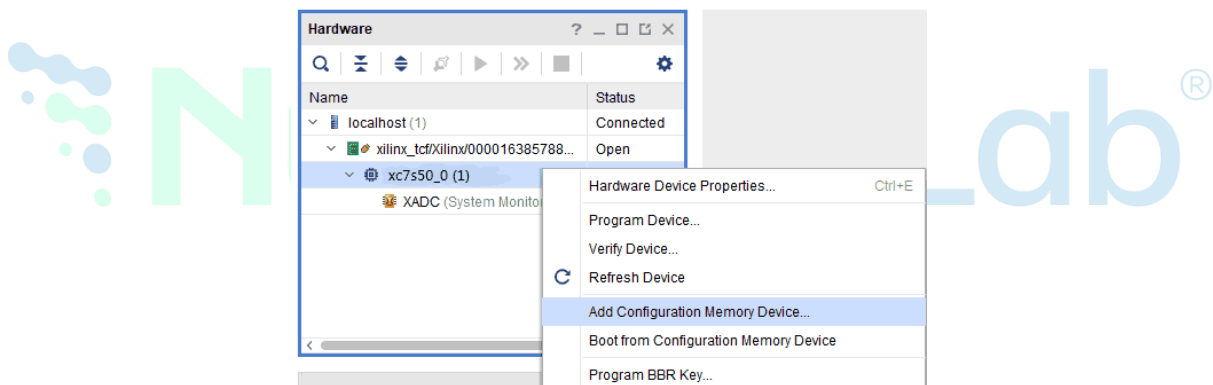 Hardware
Name Status
localhost (1) Connected
xilinx_tcf/Xilinx/000016385788... Open
xc7s50_0 (1)
XADC (System Monitor
Hardware Device Properties... Ctrl+E
Program Device...
Verify Device...
Refresh Device
Add Configuration Memory Device...
Boot from Configuration Memory Device
Program BBR Key...
N Lab®